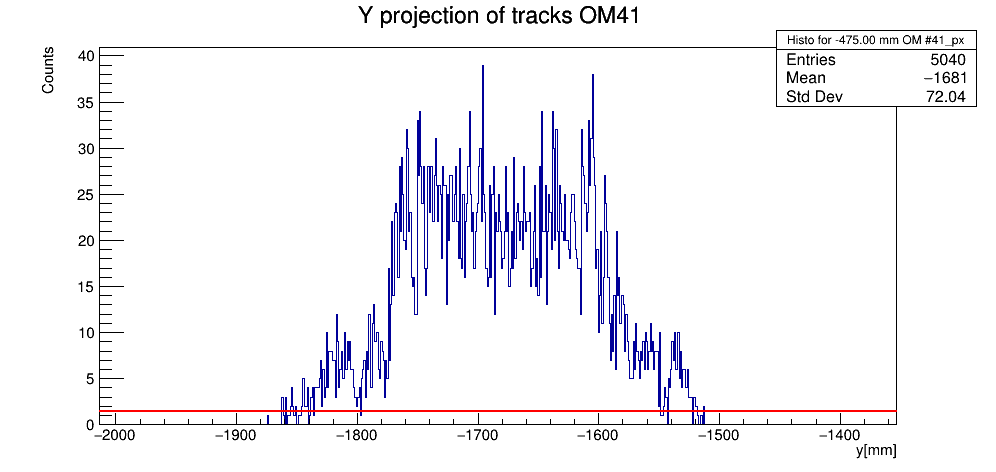 Y projection of tracks OM41
Histo for -475.00 mm OM #41_px
Entries 5040
Mean −1681
Std Dev 72.04
Counts
40
35
30
25
20
15
10
5
0
−2000 −1900 −1800 −1700 −1600 −1500 −1400
y[mm]